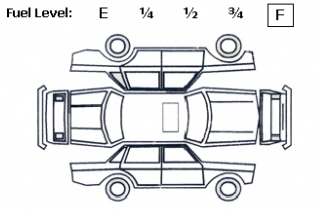 Fuel Level: E ¼ ½ ¾ F